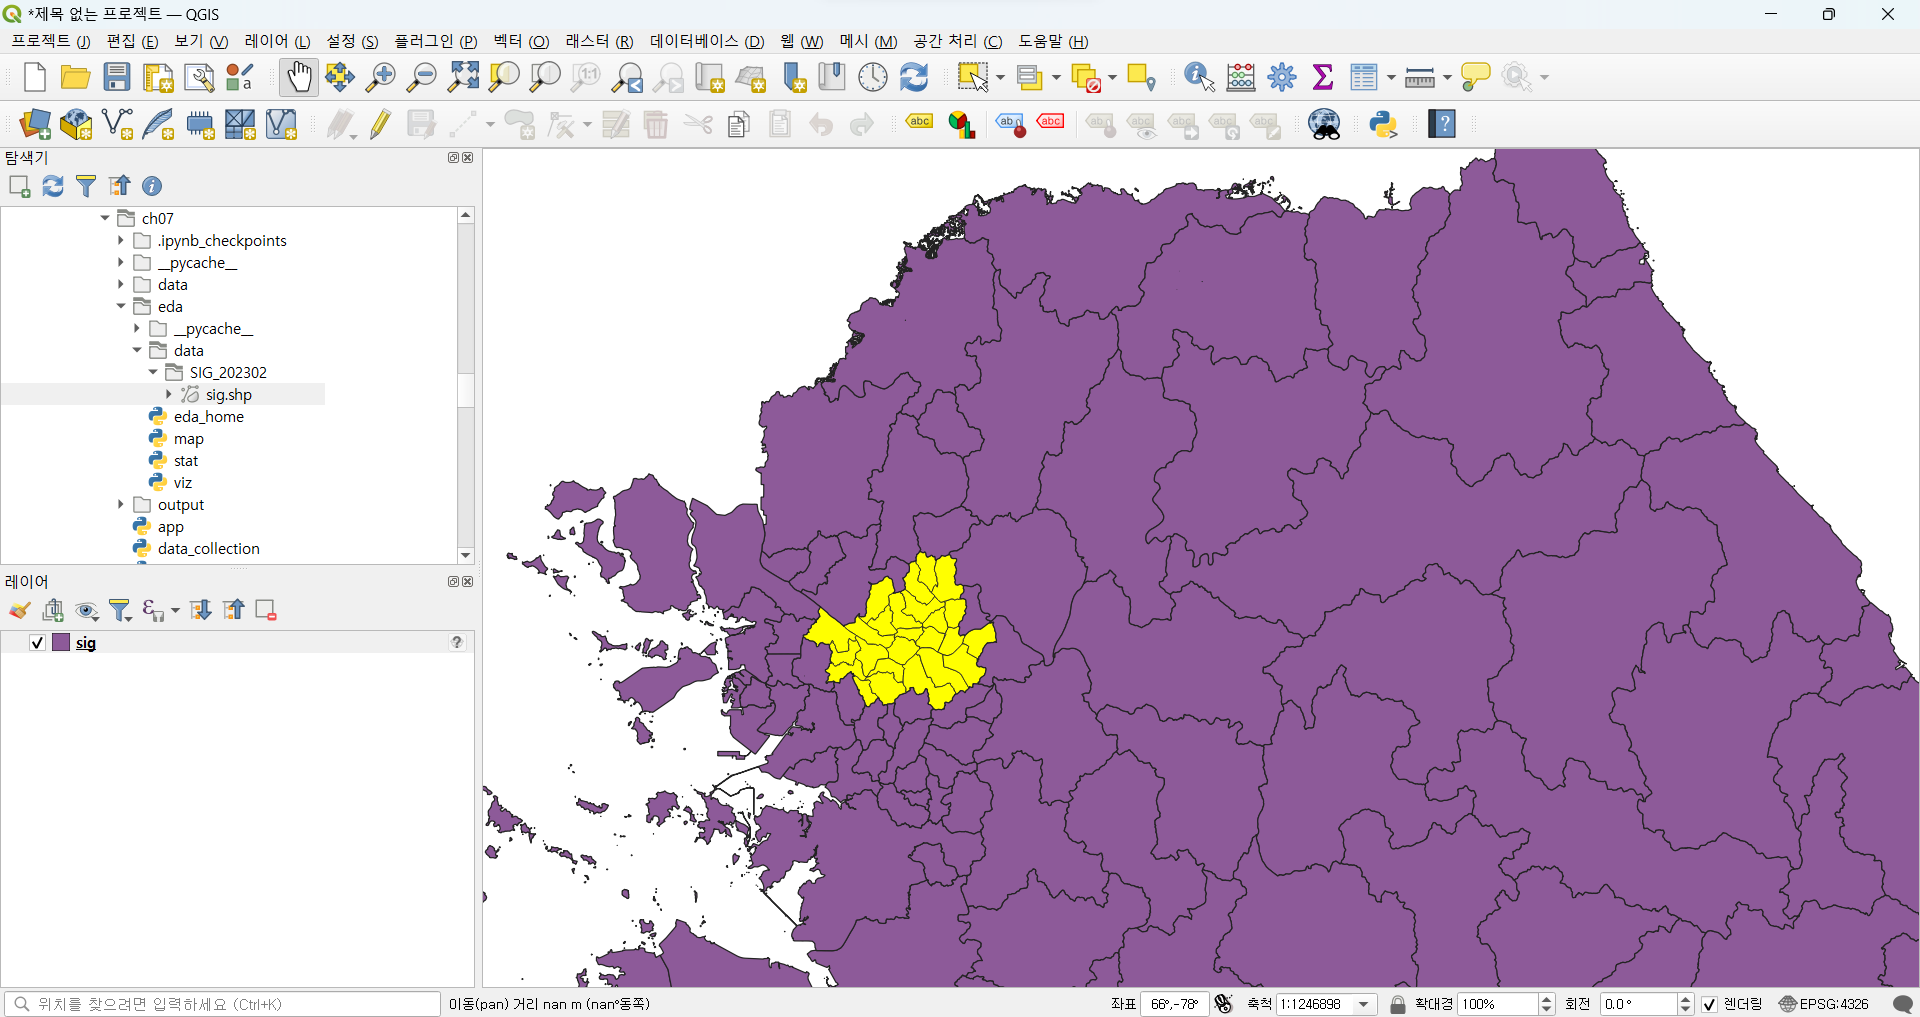 *제목 없는 프로젝트 — QGIS
프로젝트 (J) 편집 (E) 보기 (V) 레이어 (L) 설정 (S) 플러그인 (P) 벡터 (O) 래스터 (R) 데이터베이스 (D) 웹 (W) 메시 (M) 공간 처리 (C) 도움말 (H)
1:1
abc
abc
탐색기
ch07
.ipynb_checkpoints
__pycache__
data
eda
__pycache__
data
SIG_202302
sig.shp
eda_home
map
stat
viz
output
app
data_collection
레이어
sig
?
위치를 찾으려면 입력하세요 (Ctrl+K)
이동(pan) 거리 nan m (nan°동쪽)
좌표 66°,-78° 축척 1:1246898 확대경 100% 회전 0.0 ° 렌더링 EPSG:4326